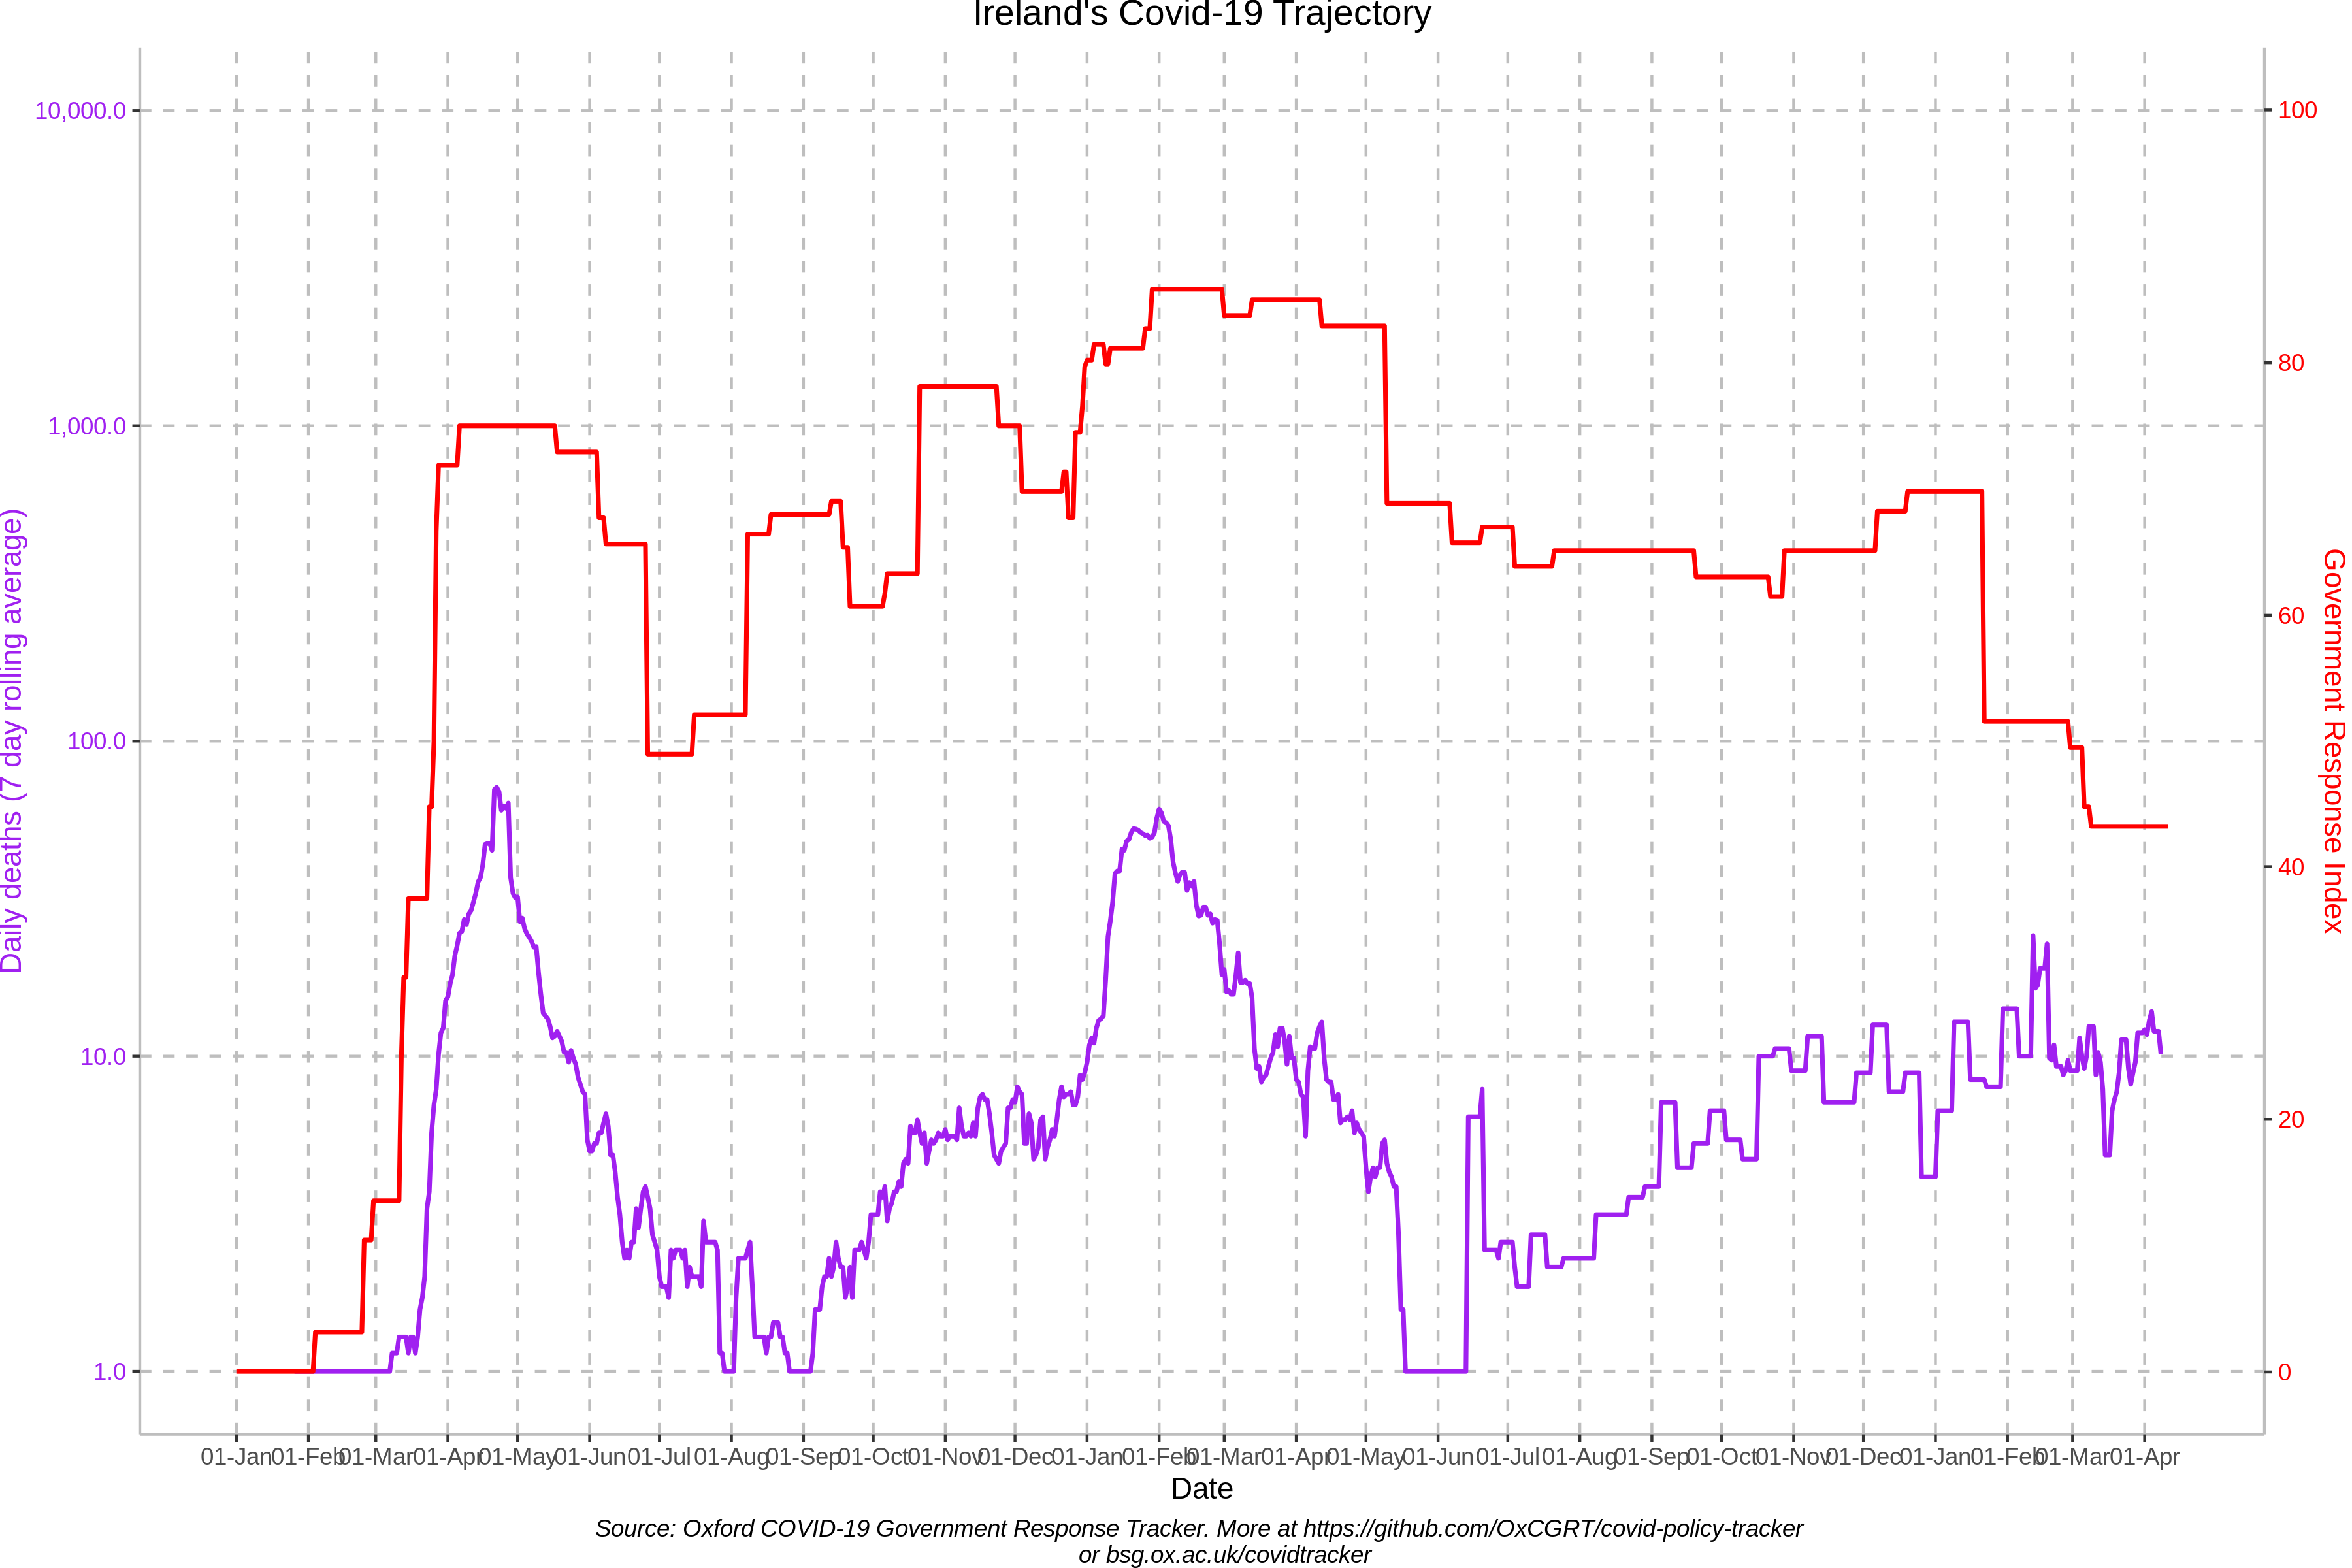 Ireland's Covid-19 Trajectory
10,000.0
1,000.0
100.0
10.0
1.0
Daily deaths (7 day rolling average)
100
80
60
40
20
0
Government Response Index
01-Jan 01-Feb 01-Mar 01-Apr 01-May 01-Jun 01-Jul 01-Aug 01-Sep 01-Oct 01-Nov 01-Dec 01-Jan 01-Feb 01-Mar 01-Apr 01-May 01-Jun 01-Jul 01-Aug 01-Sep 01-Oct 01-Nov 01-Dec 01-Jan 01-Feb 01-Mar 01-Apr
Date
Source: Oxford COVID-19 Government Response Tracker. More at https://github.com/OxCGRT/covid-policy-tracker
or bsg.ox.ac.uk/covidtracker